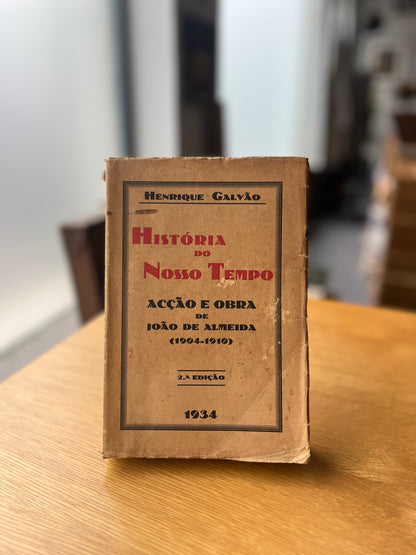 HENRIQUE GALVÃO
HISTÓRIA
DO
NOSSO TEMPO
ACÇÃO E OBRA
DE
JOÃO DE ALMEIDA
(1904-1910)
2.ª EDIÇÃO
1934